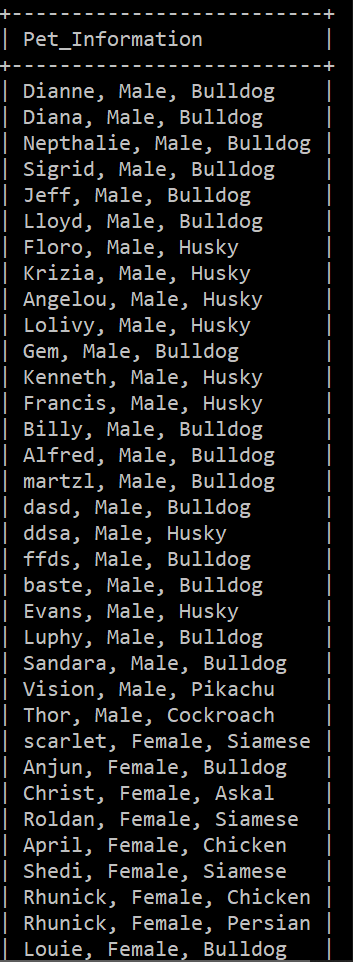 +--------------------------+
| Pet_Information          |
+--------------------------+
| Dianne, Male, Bulldog    |
| Diana, Male, Bulldog     |
| Nepthalie, Male, Bulldog |
| Sigrid, Male, Bulldog    |
| Jeff, Male, Bulldog      |
| Lloyd, Male, Bulldog     |
| Floro, Male, Husky       |
| Krizia, Male, Husky      |
| Angelou, Male, Husky     |
| Lolivy, Male, Husky      |
| Gem, Male, Bulldog       |
| Kenneth, Male, Husky     |
| Francis, Male, Husky     |
| Billy, Male, Bulldog     |
| Alfred, Male, Bulldog    |
| martzl, Male, Bulldog    |
| dasd, Male, Bulldog      |
| ddsa, Male, Husky        |
| ffds, Male, Bulldog      |
| baste, Male, Bulldog     |
| Evans, Male, Husky       |
| Luphy, Male, Bulldog     |
| Sandara, Male, Bulldog   |
| Vision, Male, Pikachu    |
| Thor, Male, Cockroach    |
| scarlet, Female, Siamese |
| Anjun, Female, Bulldog   |
| Christ, Female, Askal    |
| Roldan, Female, Siamese  |
| April, Female, Chicken   |
| Shedi, Female, Siamese   |
| Rhunick, Female, Chicken |
| Rhunick, Female, Persian |
| Louie, Female, Bulldog   |